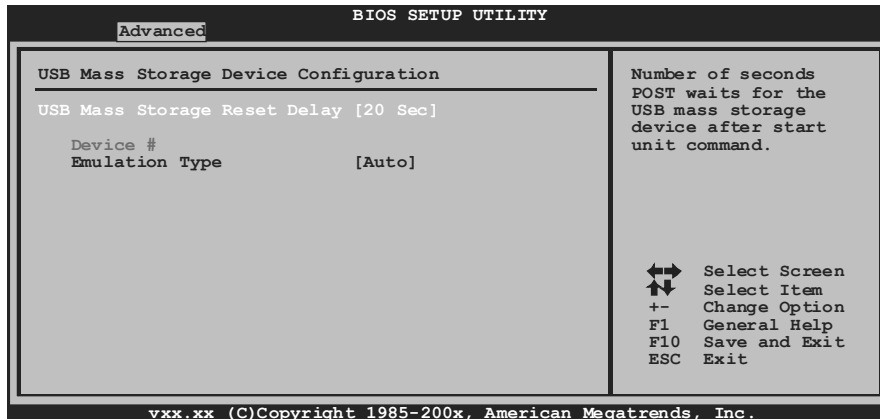 BIOS SETUP UTILITY
Advanced
USB Mass Storage Device Configuration
USB Mass Storage Reset Delay [20 Sec]
Device #
Emulation Type [Auto]
Number of seconds
POST waits for the
USB mass storage
device after start
unit command.
Select Screen
Select Item
+- Change Option
F1 General Help
F10 Save and Exit
ESC Exit
vxx.xx (C)Copyright 1985-200x, American Megatrends, Inc.